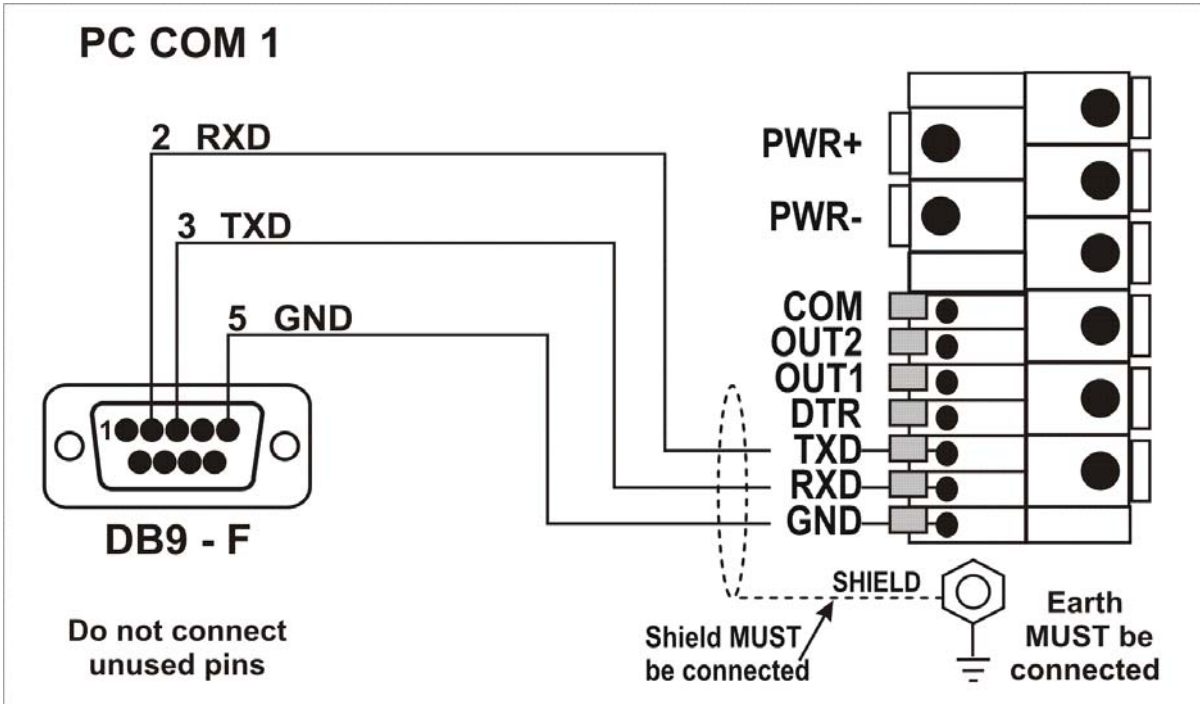 PC COM 1
2 RXD
3 TXD
5 GND
1
DB9 - F
Do not connect
unused pins
PWR+
PWR-
COM
OUT2
OUT1
DTR
TXD
RXD
GND
SHIELD
Shield MUST
be connected
Earth
MUST be
connected